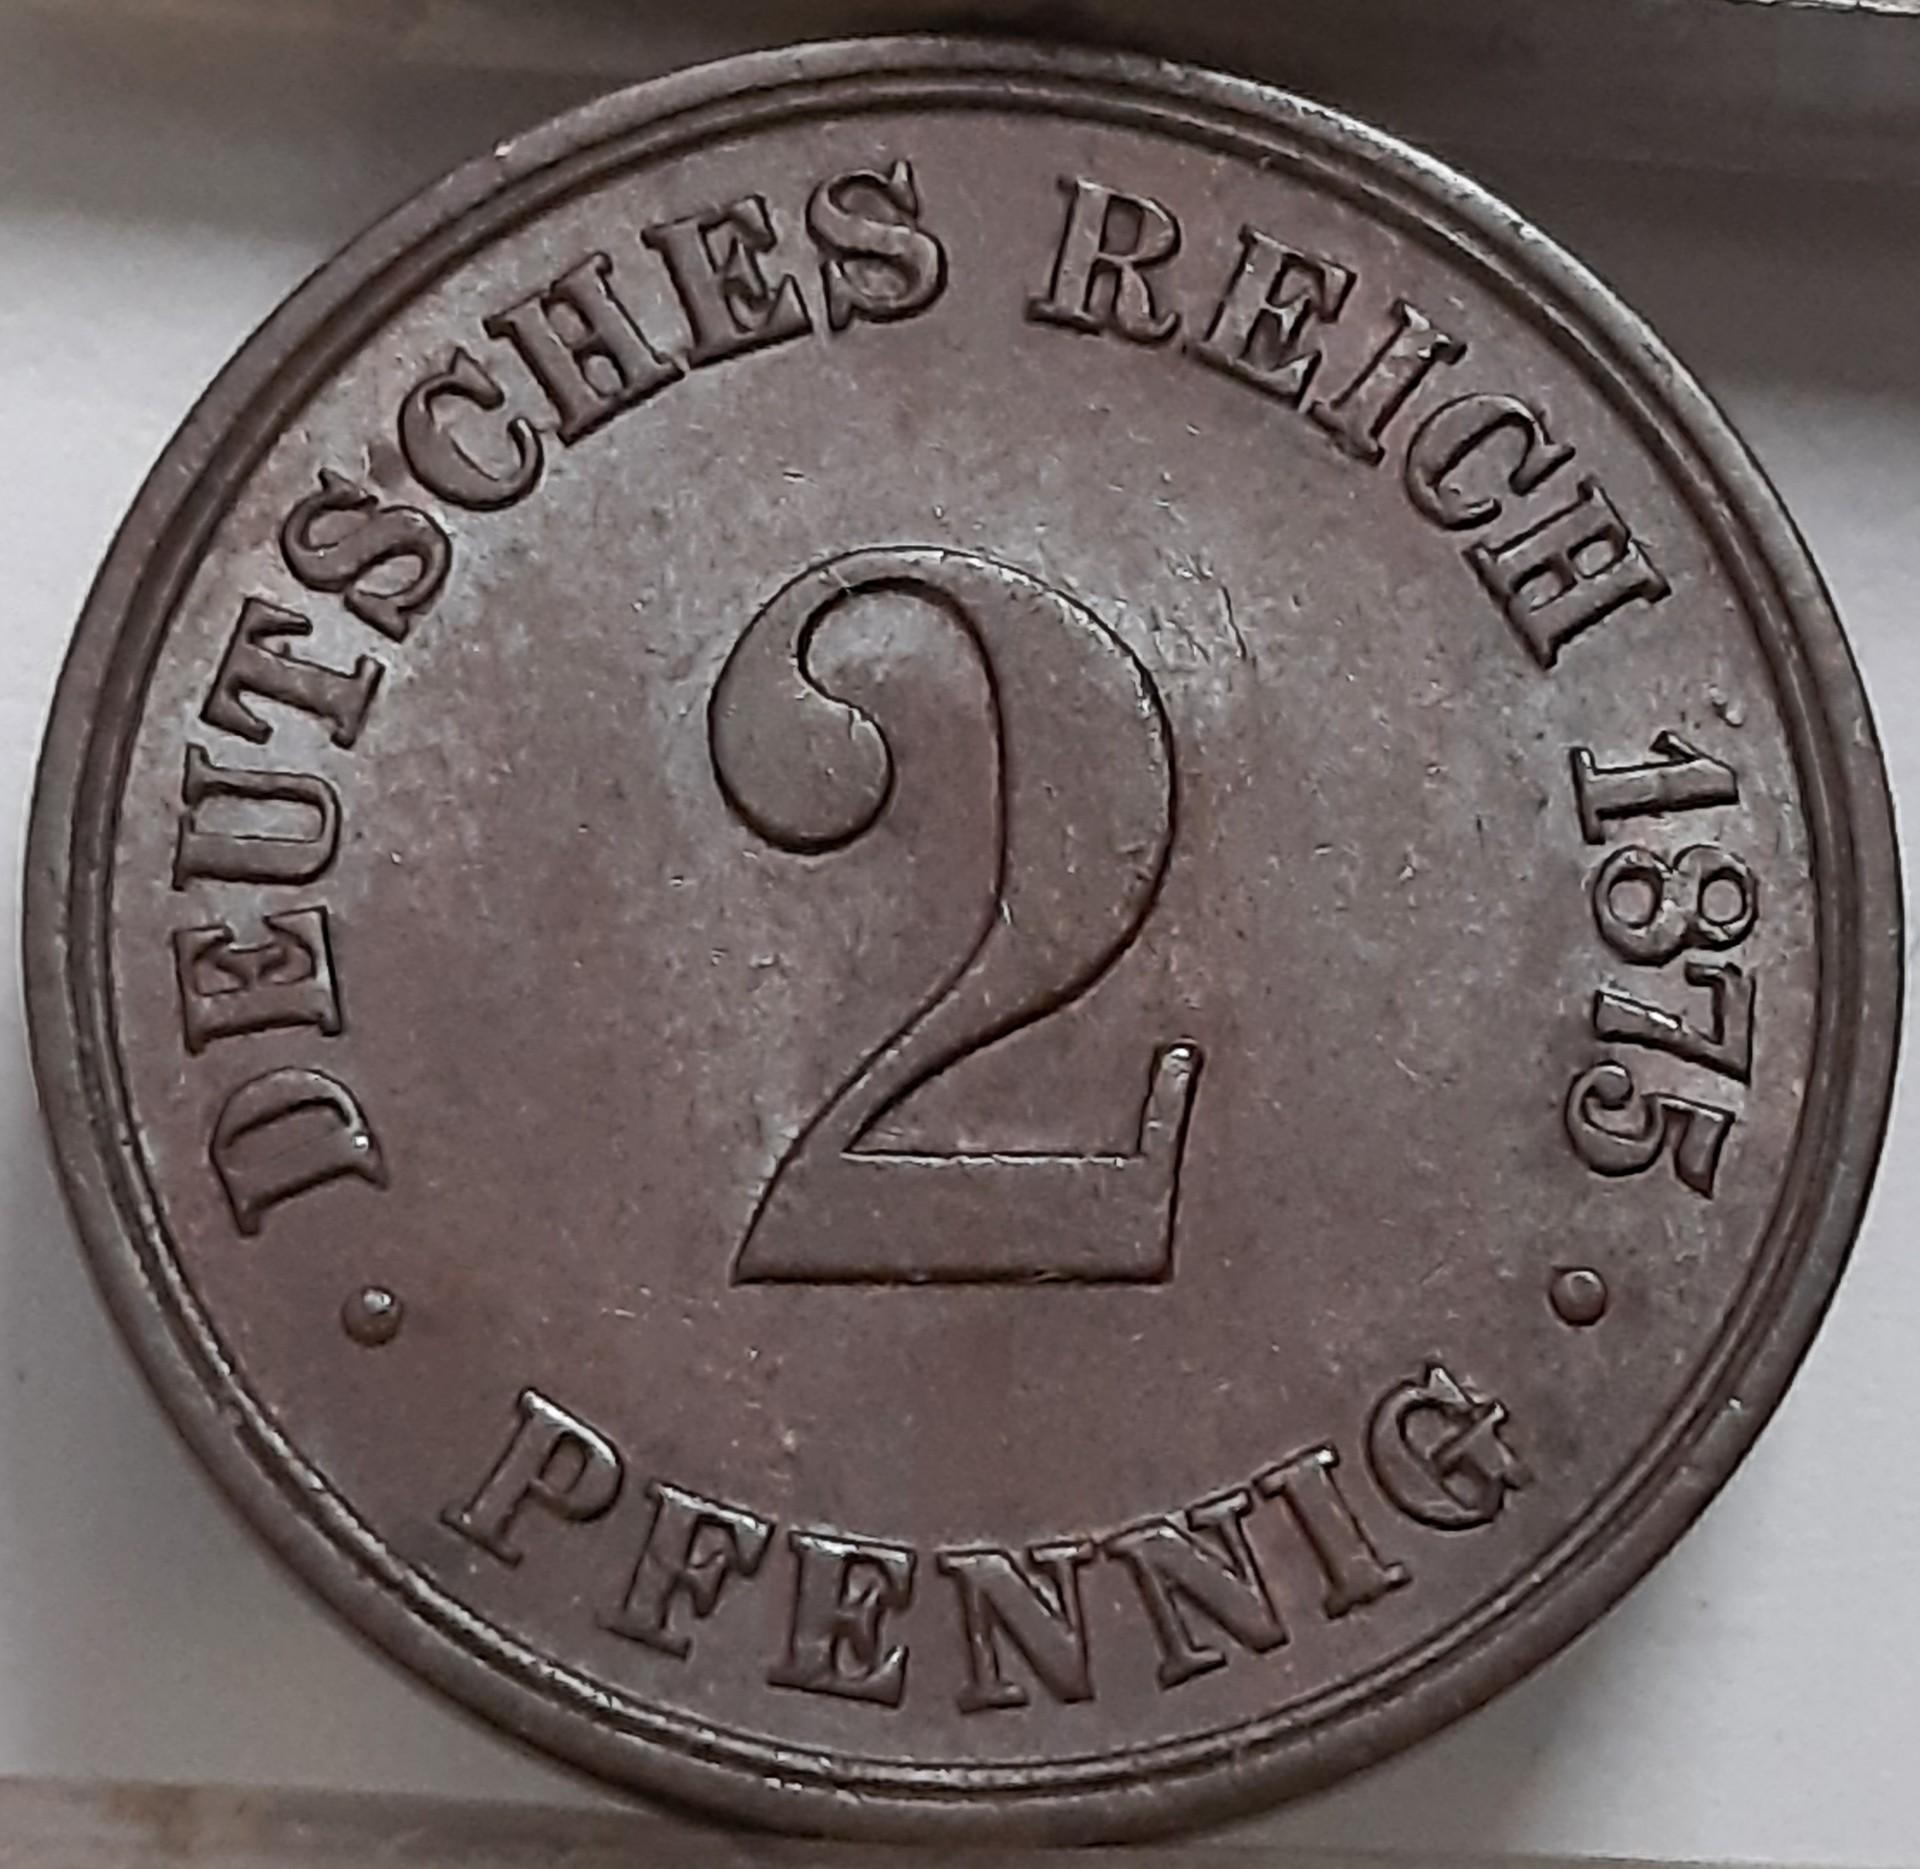 DEUTSCHES REICH 1875
2
• PFENNIG •